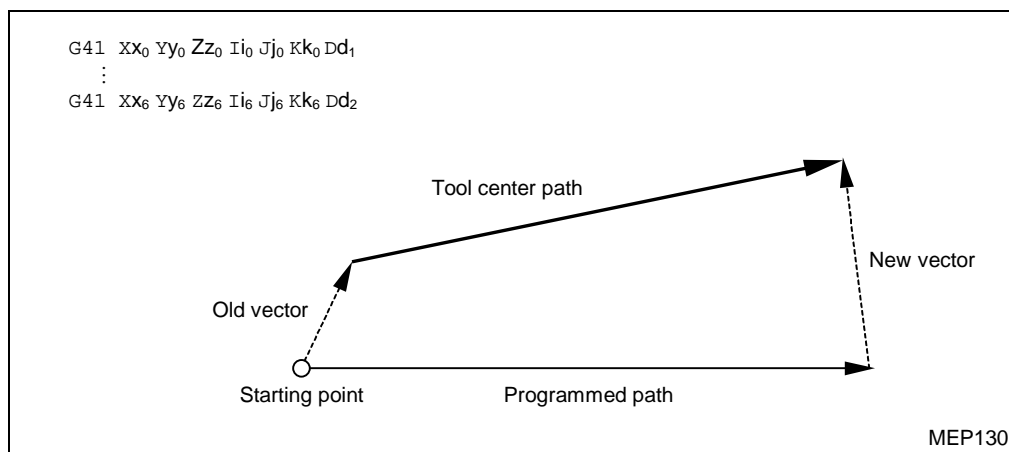 G41 Xx₀ Yy₀ Zz₀ Ii₀ Jj₀ Kk₀ Dd₁
⋮
G41 Xx₆ Yy₆ Zz₆ Ii₆ Jj₆ Kk₆ Dd₂
Tool center path
New vector
Old vector
Starting point
Programmed path
MEP130